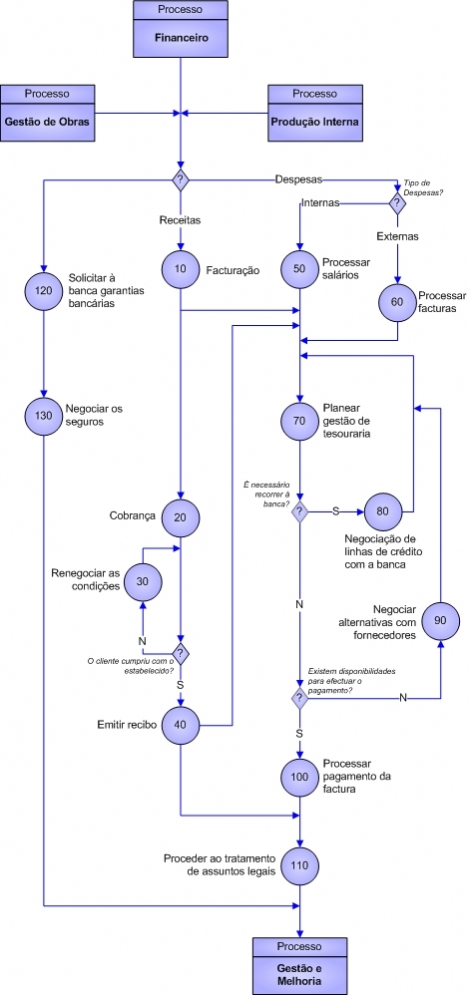 Processo
Financeiro
Processo
Gestão de Obras
Processo
Produção Interna
?
Despesas
Tipo de
Despesas?
?
Internas
Receitas
Externas
10
Facturação
50
Processar
salários
120
Solicitar à
banca garantias
bancárias
60
Processar
facturas
130
Negociar os
seguros
70
Planear
gestão de
tesouraria
É necessário
recorrer à
banca?
?
S
80
Negociação de
linhas de crédito
com a banca
Cobrança
20
Renegociar as
condições
30
N
N
Negociar
alternativas com
fornecedores
90
?
O cliente cumpriu com o
estabelecido?
S
Existem disponibilidades
para efectuar o
pagamento?
?
N
Emitir recibo
40
S
100
Processar
pagamento da
factura
Proceder ao tratamento
de assuntos legais
110
Processo
Gestão e
Melhoria